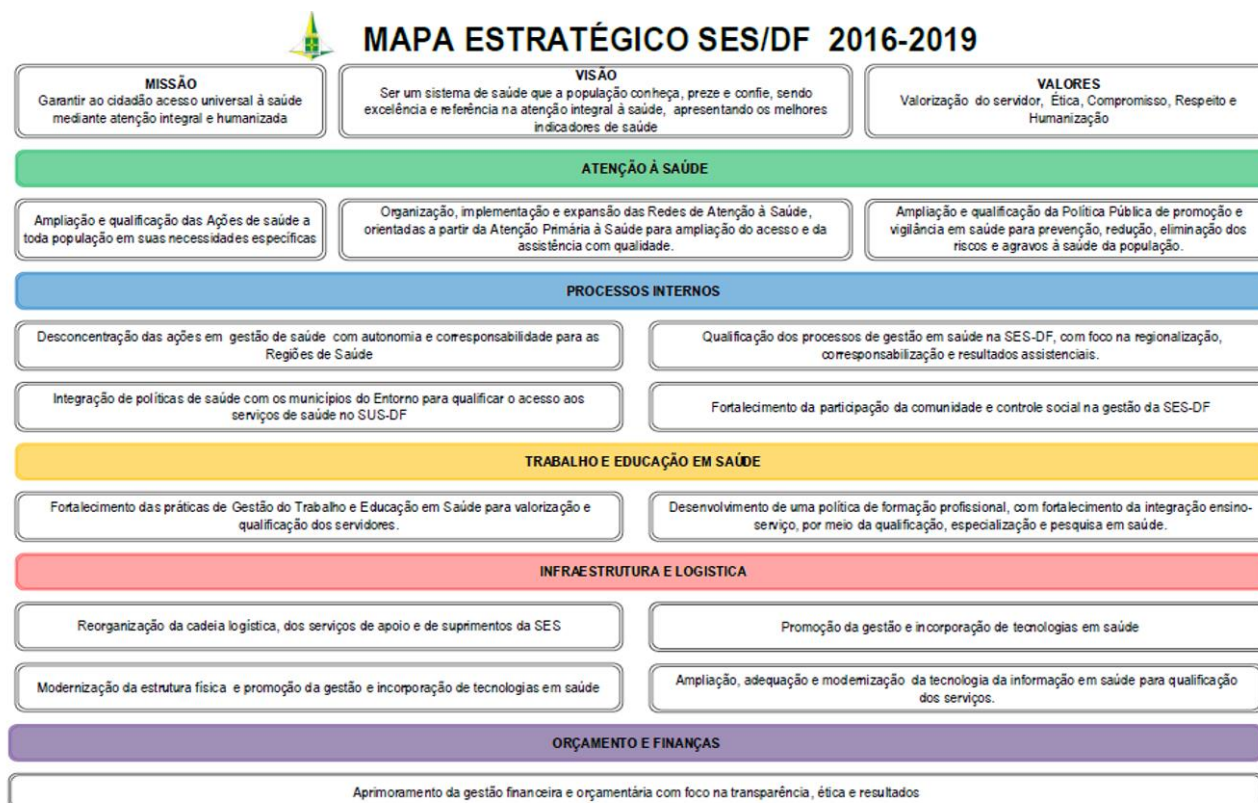 MAPA ESTRATÉGICO SES/DF 2016-2019
MISSÃO
Garantir ao cidadão acesso universal à saúde
mediante atenção integral e humanizada
VISÃO
Ser um sistema de saúde que a população conheça, preze e confie, sendo
excelência e referência na atenção integral à saúde, apresentando os melhores
indicadores de saúde
VALORES
Valorização do servidor, Ética, Compromisso, Respeito e
Humanização
ATENÇÃO À SAÚDE
Ampliação e qualificação das Ações de saúde a
toda população em suas necessidades específicas
Organização, implementação e expansão das Redes de Atenção à Saúde,
orientadas a partir da Atenção Primária à Saúde para ampliação do acesso e da
assistência com qualidade.
Ampliação e qualificação da Política Pública de promoção e
vigilância em saúde para prevenção, redução, eliminação dos
riscos e agravos à saúde da população.
PROCESSOS INTERNOS
Desconcentração das ações em gestão de saúde com autonomia e corresponsabilidade para as
Regiões de Saúde
Qualificação dos processos de gestão em saúde na SES-DF, com foco na regionalização,
corresponsabilização e resultados assistenciais.
Integração de políticas de saúde com os municípios do Entorno para qualificar o acesso aos
serviços de saúde no SUS-DF
Fortalecimento da participação da comunidade e controle social na gestão da SES-DF
TRABALHO E EDUCAÇÃO EM SAÚDE
Fortalecimento das práticas de Gestão do Trabalho e Educação em Saúde para valorização e
qualificação dos servidores.
Desenvolvimento de uma política de formação profissional, com fortalecimento da integração ensino-
serviço, por meio da qualificação, especialização e pesquisa em saúde.
INFRAESTRUTURA E LOGISTICA
Reorganização da cadeia logística, dos serviços de apoio e de suprimentos da SES
Promoção da gestão e incorporação de tecnologias em saúde
Modernização da estrutura física e promoção da gestão e incorporação de tecnologias em saúde
Ampliação, adequação e modernização da tecnologia da informação em saúde para qualificação
dos serviços.
ORÇAMENTO E FINANÇAS
Aprimoramento da gestão financeira e orçamentária com foco na transparência, ética e resultados